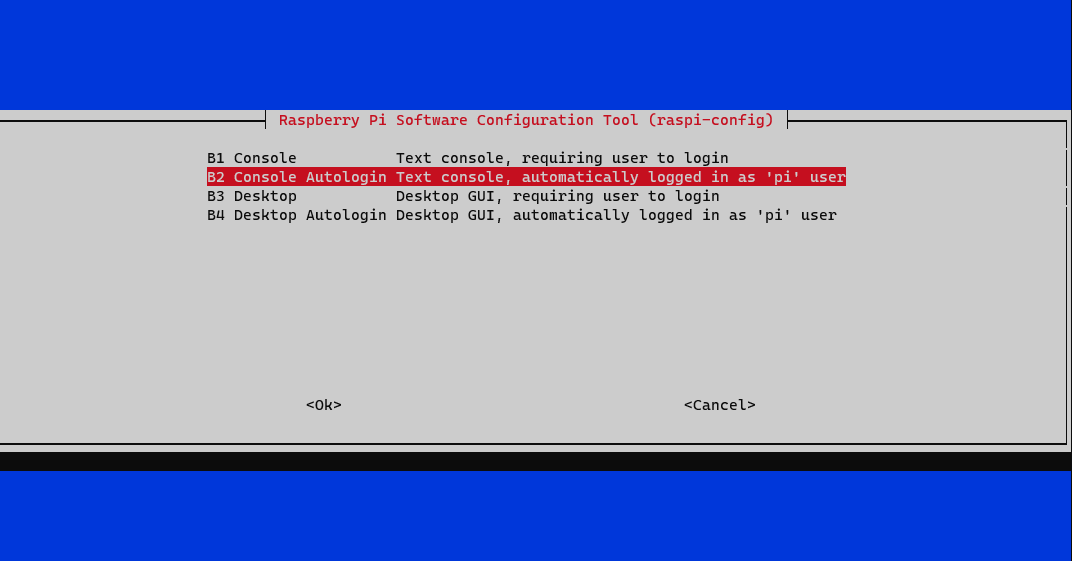 Raspberry Pi Software Configuration Tool (raspi-config)
B1 Console Text console, requiring user to login
B2 Console Autologin Text console, automatically logged in as 'pi' user
B3 Desktop Desktop GUI, requiring user to login
B4 Desktop Autologin Desktop GUI, automatically logged in as 'pi' user
<Ok> <Cancel>